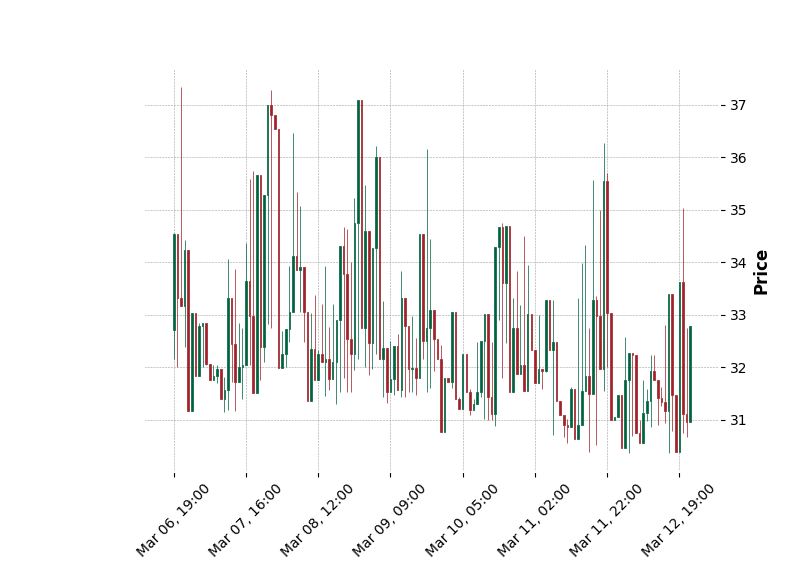 37
36
35
34
33
32
31
Price
Mar 06, 19:00
Mar 07, 16:00
Mar 08, 12:00
Mar 09, 09:00
Mar 10, 05:00
Mar 11, 02:00
Mar 11, 22:00
Mar 12, 19:00